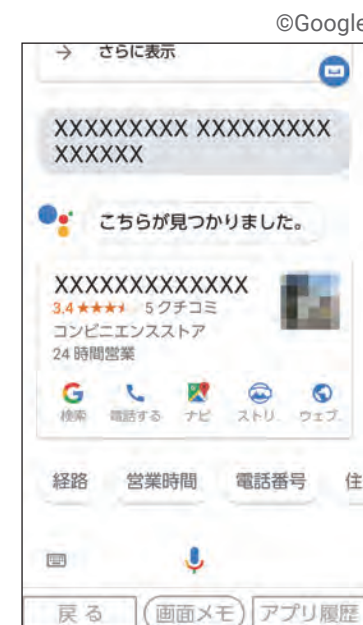 ©Google
さらに表示
XXXXXXXXX XXXXXXXXX
XXXXXX
こちらが見つかりました。
XXXXXXXXXXXXX
3.4 ★★★★ 5 クチコミ
コンビニエンスストア
24 時間営業
検索 電話する ナビ ストリ… ウェブ…
経路 営業時間 電話番号 住
戻る 画面メモ アプリ履歴